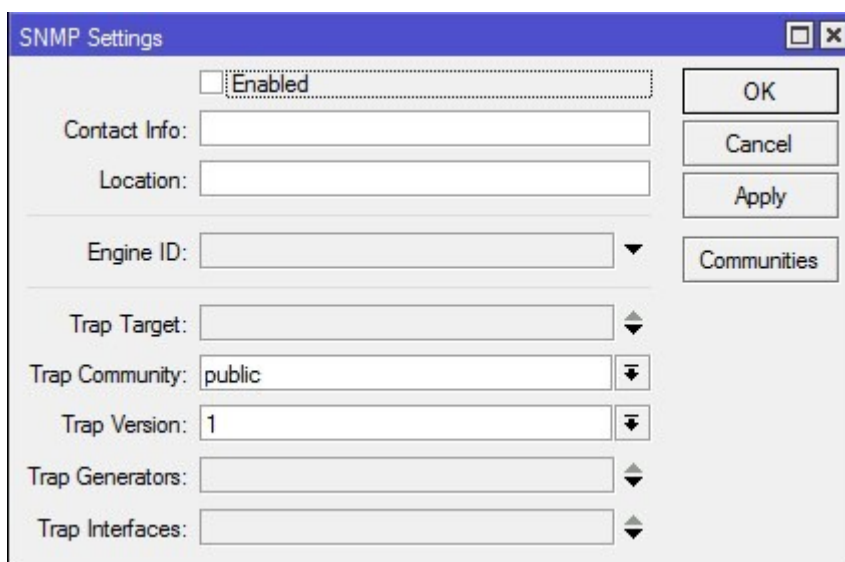 SNMP Settings
Enabled
OK
Contact Info:
Cancel
Location:
Apply
Engine ID:
Communities
Trap Target:
Trap Community: public
Trap Version: 1
Trap Generators:
Trap Interfaces: